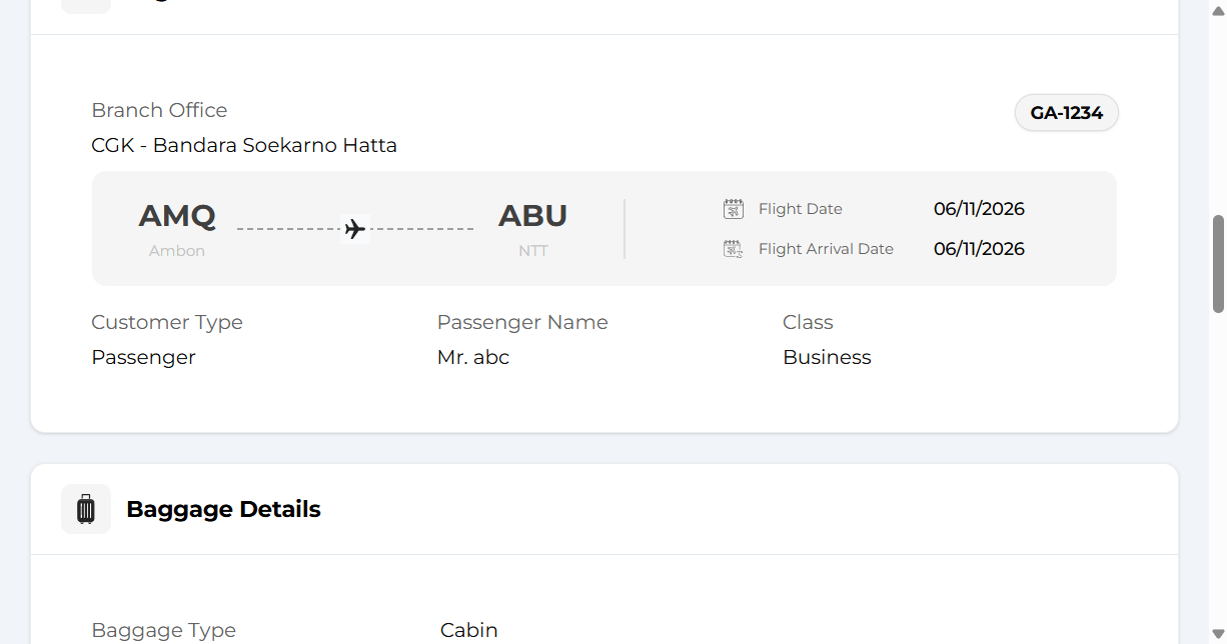 Branch Office
GA-1234
CGK - Bandara Soekarno Hatta
AMQ
Ambon
ABU
NTT
Flight Date 06/11/2026
Flight Arrival Date 06/11/2026
Customer Type
Passenger
Passenger Name
Mr. abc
Class
Business
Baggage Details
Baggage Type Cabin